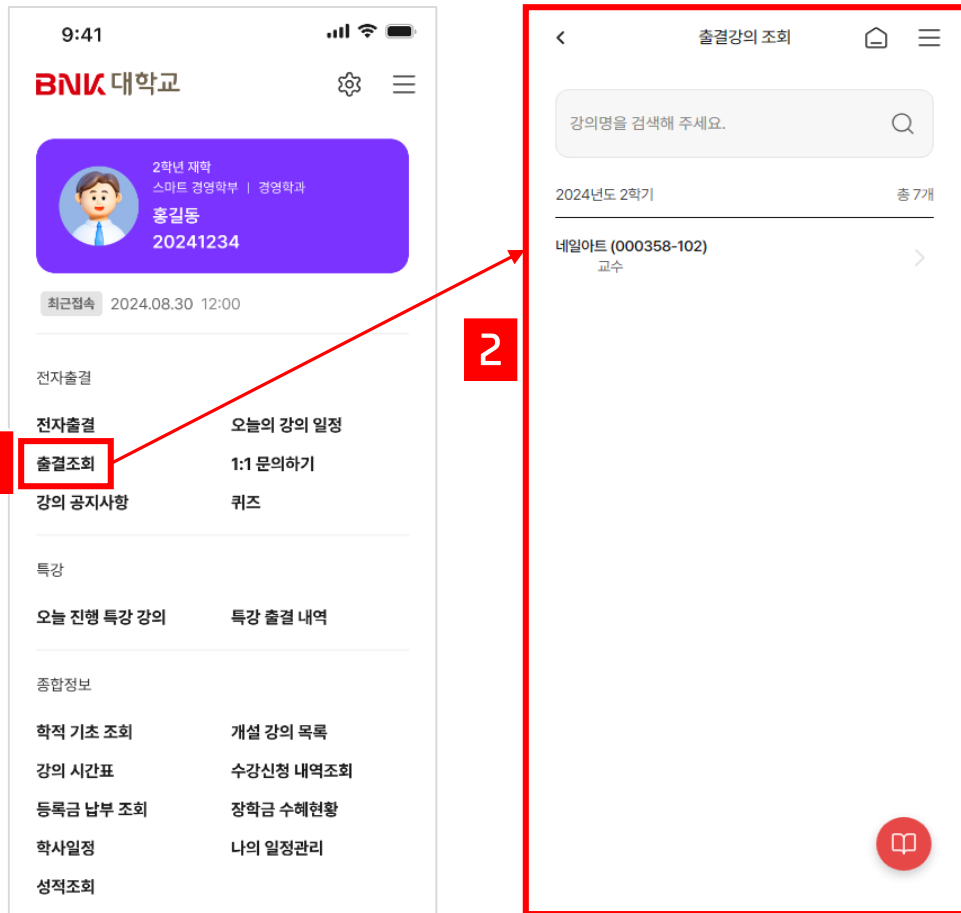 9:41
BNK 대학교
2학년 재학
스마트 경영학부 | 경영학과
홍길동
20241234
최근접속 2024.08.30 12:00
전자출결
전자출결 오늘의 강의 일정
출결조회 1:1 문의하기
강의 공지사항 퀴즈
특강
오늘 진행 특강 강의 특강 출결 내역
종합정보
학적 기초 조회 개설 강의 목록
강의 시간표 수강신청 내역조회
등록금 납부 조회 장학금 수혜현황
학사일정 나의 일정관리
성적조회
2
출결강의 조회
강의명을 검색해 주세요.
2024년도 2학기 총 7개
네일아트 (000358-102)
교수